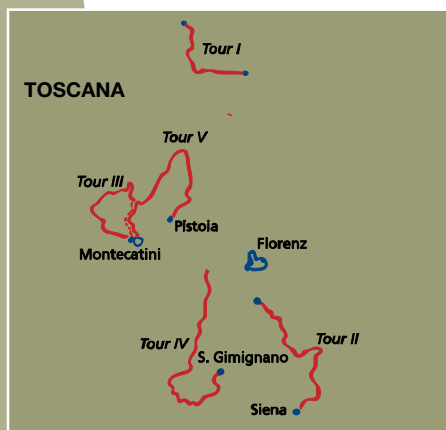 Tour I
TOSCANA
Tour V
Tour III
Pistoia
Florenz
Montecatini
Tour IV
Tour II
S. Gimignano
Siena